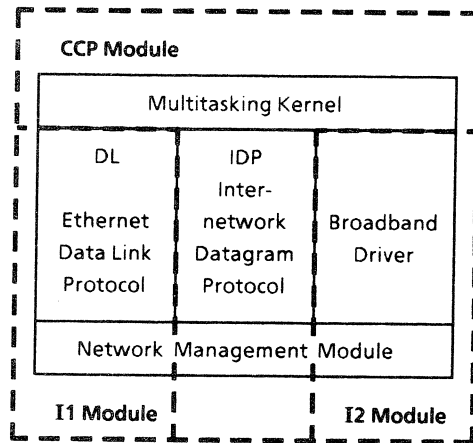 CCP Module
Multitasking Kernel
DL
Ethernet
Data Link
Protocol
IDP
Inter-
network
Datagram
Protocol
Broadband
Driver
Network Management Module
I1 Module
I2 Module